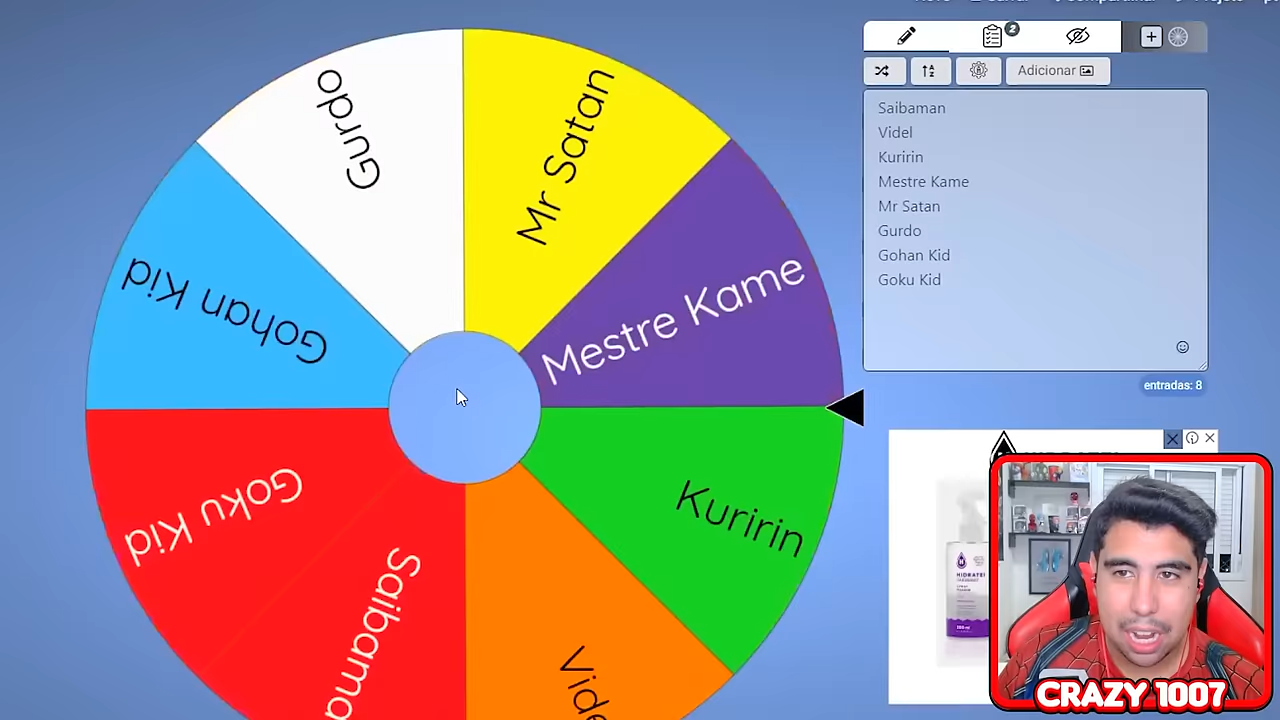 2
Adicionar
Saibaman
Videl
Kuririn
Mestre Kame
Mr Satan
Gurdo
Gohan Kid
Goku Kid
entradas: 8
Gurdo
Mr Satan
Gohan Kid
Mestre Kame
Goku Kid
Kuririn
Saibama
Vide
CRAZY 1007